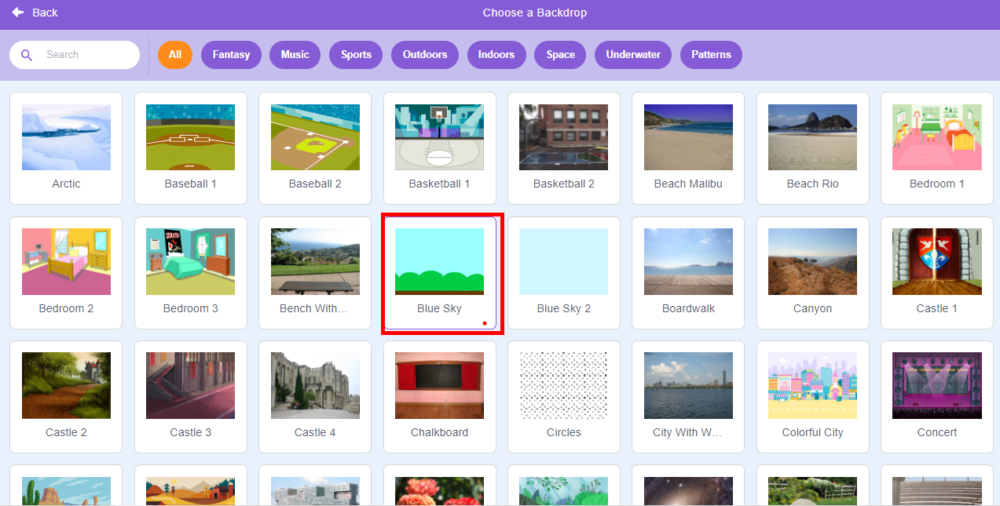 Back
Choose a Backdrop
Search
All
Fantasy
Music
Sports
Outdoors
Indoors
Space
Underwater
Patterns
Arctic
Baseball 1
Baseball 2
Basketball 1
Basketball 2
Beach Malibu
Beach Rio
Bedroom 1
Bedroom 2
Bedroom 3
Bench With...
Blue Sky
Blue Sky 2
Boardwalk
Canyon
Castle 1
Castle 2
Castle 3
Castle 4
Chalkboard
Circles
City With W...
Colorful City
Concert